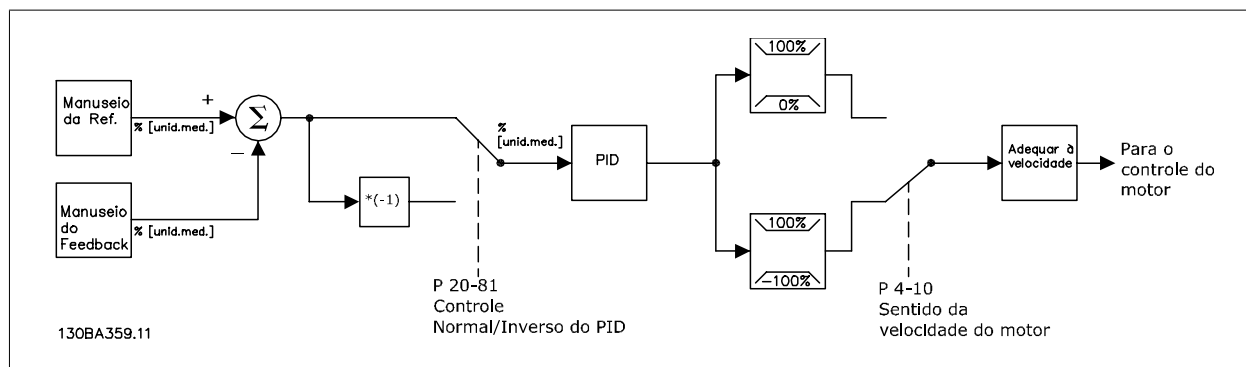 Manuseio
da Ref.
% [unid.med.]
+
−
Σ
Manuseio
do
Feedback
% [unid.med.]
*(-1)
%
[unid.med.]
PID
100%
0%
100%
-100%
Adequar à
velocidade
Para o
controle do
motor
P 20-81
Controle
Normal/Inverso do PID
P 4-10
Sentido da
velocidade do motor
130BA359.11